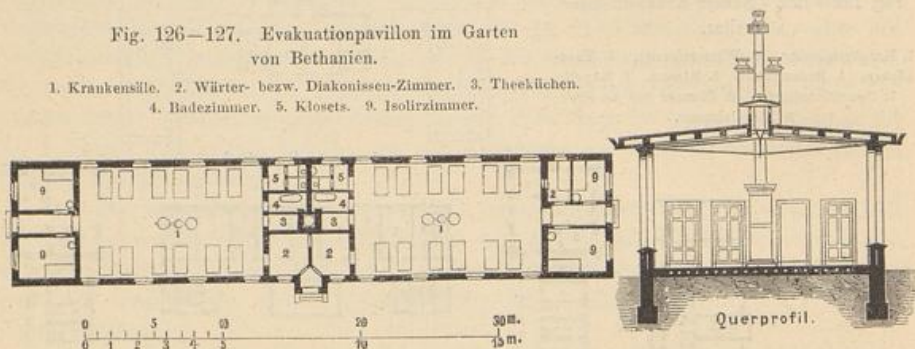 Fig. 126—127. Evakuationpavillon im Garten
von Bethanien.
1. Krankensäle. 2. Wärter- bezw. Diakonissen-Zimmer. 3. Theeküchen.
4. Badezimmer. 5. Klosets. 9. Isolirzimmer.
9 5 5 2 9
4 4
1 3 3 1
9 2 2 9
Querprofil.
0 5 10 20 30 m.
0 1 2 3 4 5 10 15 m.